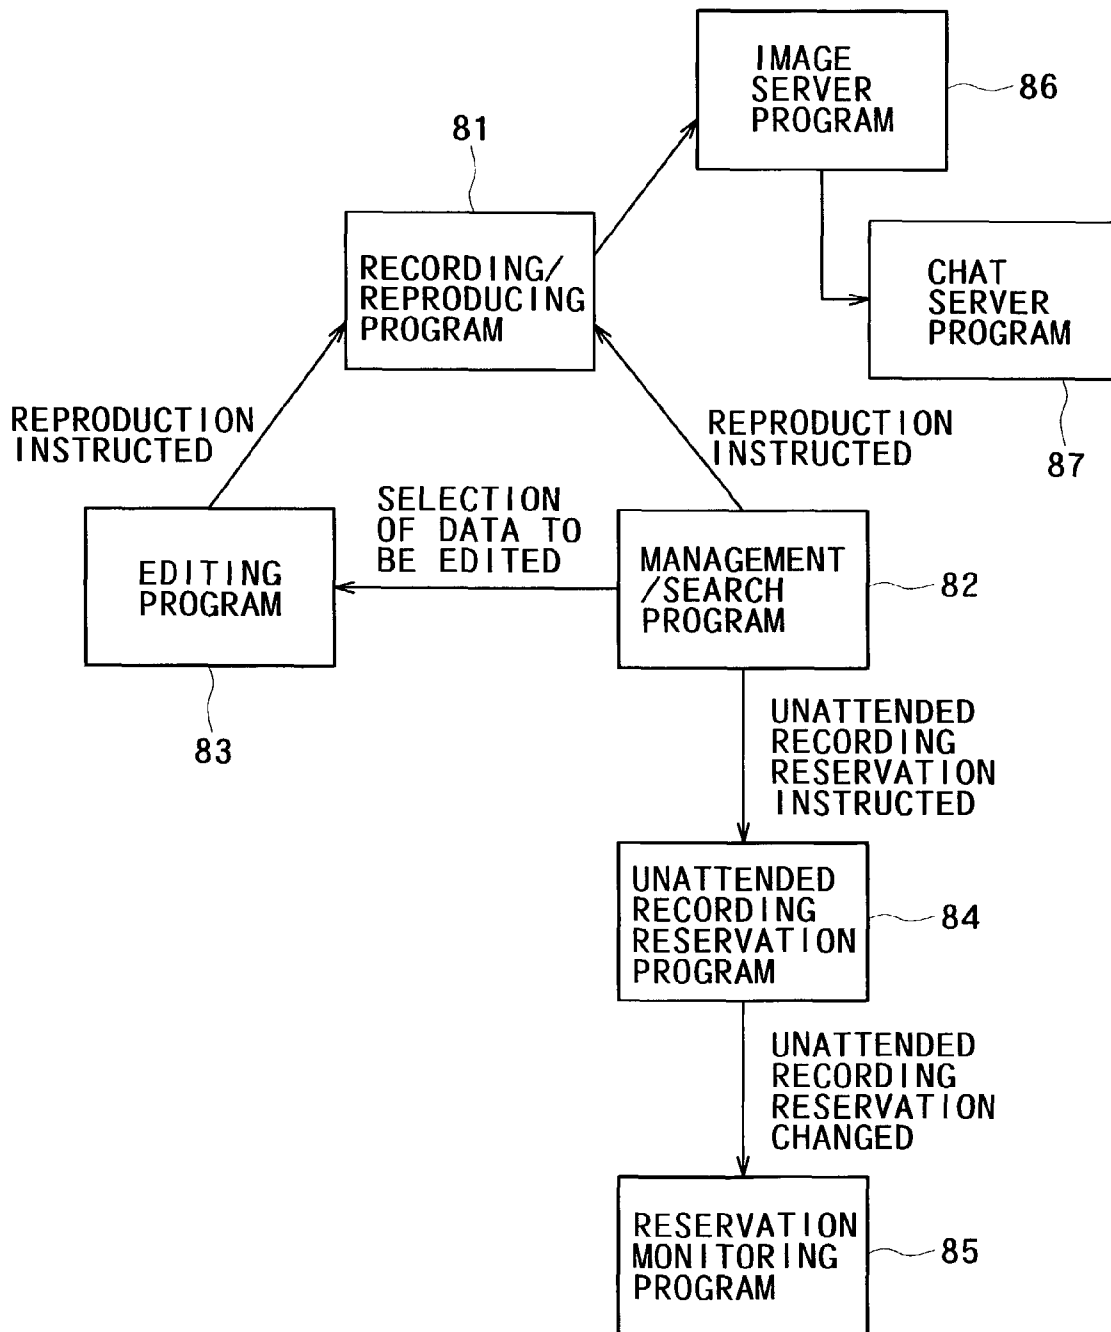 IMAGE
SERVER
PROGRAM
86
81
RECORDING/
REPRODUCING
PROGRAM
CHAT
SERVER
PROGRAM
87
REPRODUCTION
INSTRUCTED
REPRODUCTION
INSTRUCTED
SELECTION
OF DATA TO
BE EDITED
EDITING
PROGRAM
83
MANAGEMENT
/SEARCH
PROGRAM
82
UNATTENDED
RECORDING
RESERVATION
INSTRUCTED
UNATTENDED
RECORDING
RESERVATION
PROGRAM
84
UNATTENDED
RECORDING
RESERVATION
CHANGED
RESERVATION
MONITORING
PROGRAM
85